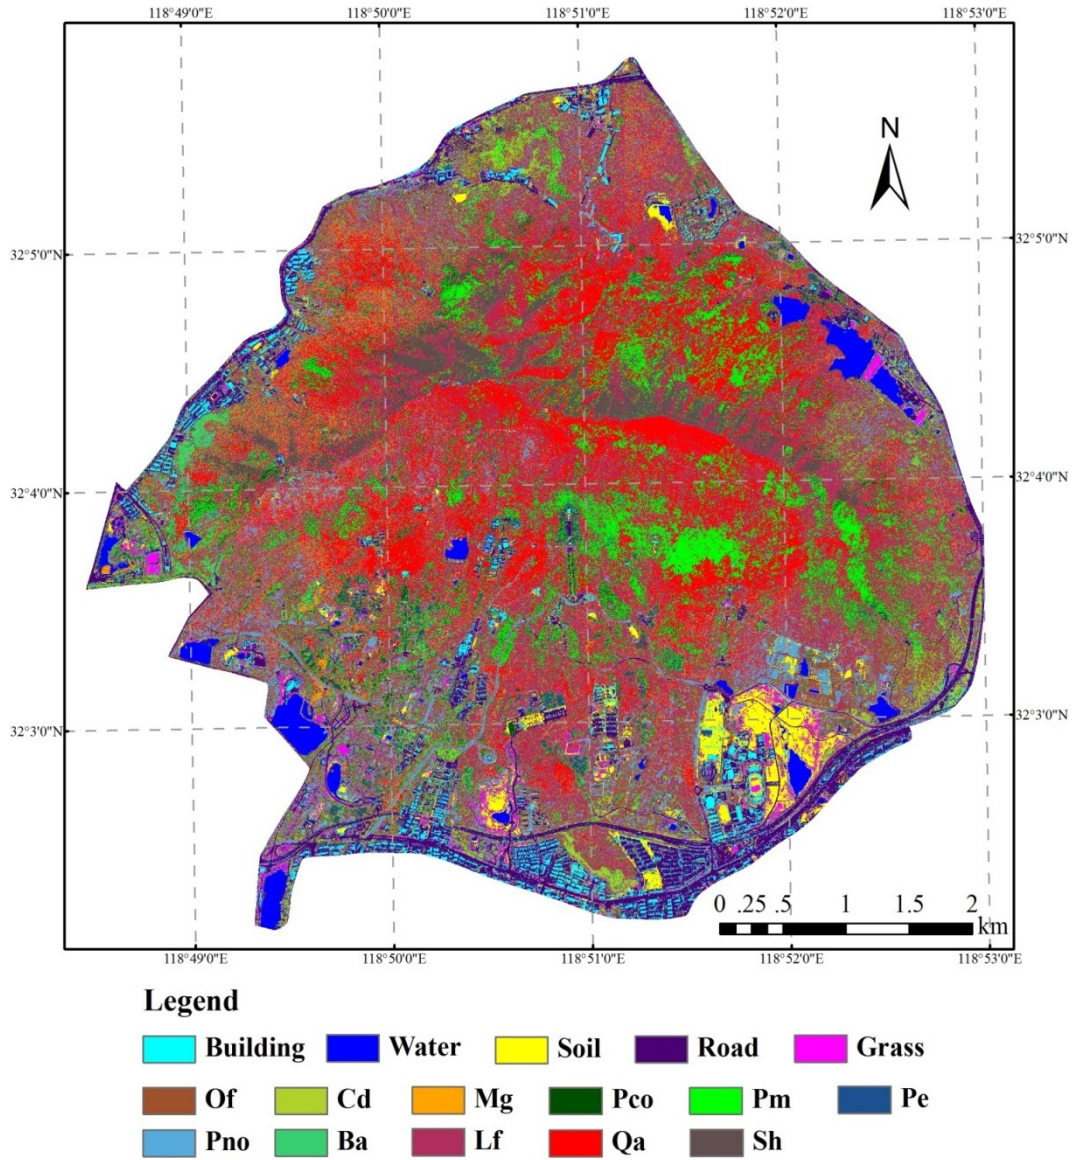 118°49'0"E 118°50'0"E 118°51'0"E 118°52'0"E 118°53'0"E
N
32°5'0"N 32°5'0"N
32°4'0"N 32°4'0"N
32°3'0"N 32°3'0"N
0 .25 .5 1 1.5 2
km
118°49'0"E 118°50'0"E 118°51'0"E 118°52'0"E 118°53'0"E
Legend
Building Water Soil Road Grass
Of Cd Mg Pco Pm Pe
Pno Ba Lf Qa Sh